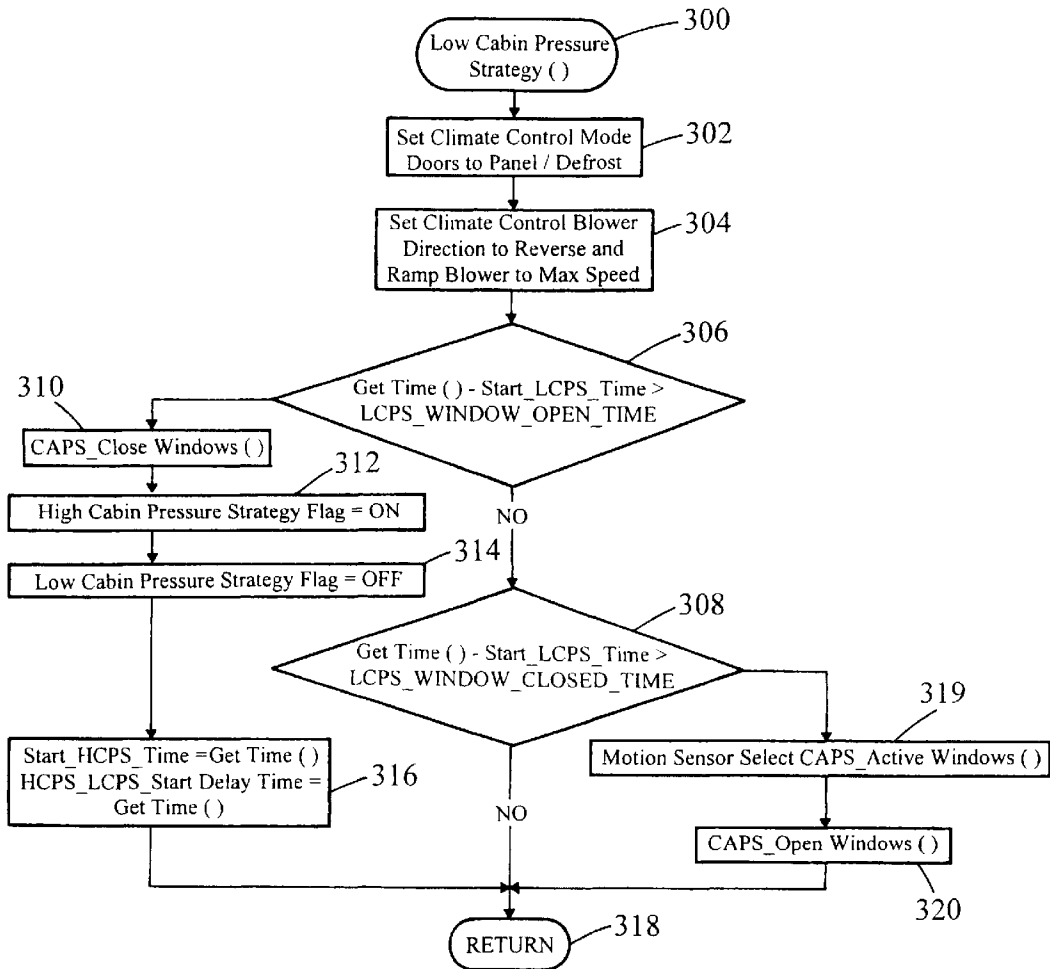 300
Low Cabin Pressure
Strategy ( )
302
Set Climate Control Mode
Doors to Panel / Defrost
304
Set Climate Control Blower
Direction to Reverse and
Ramp Blower to Max Speed
306
Get Time ( ) - Start_LCPS_Time >
LCPS_WINDOW_OPEN_TIME
310
CAPS_Close Windows ( )
312
High Cabin Pressure Strategy Flag = ON
NO
314
Low Cabin Pressure Strategy Flag = OFF
308
Get Time ( ) - Start_LCPS_Time >
LCPS_WINDOW_CLOSED_TIME
319
Motion Sensor Select CAPS_Active Windows ( )
Start_HCPS_Time =Get Time ( )
HCPS_LCPS_Start Delay Time =
Get Time ( )
316
NO
CAPS_Open Windows ( )
320
RETURN
318